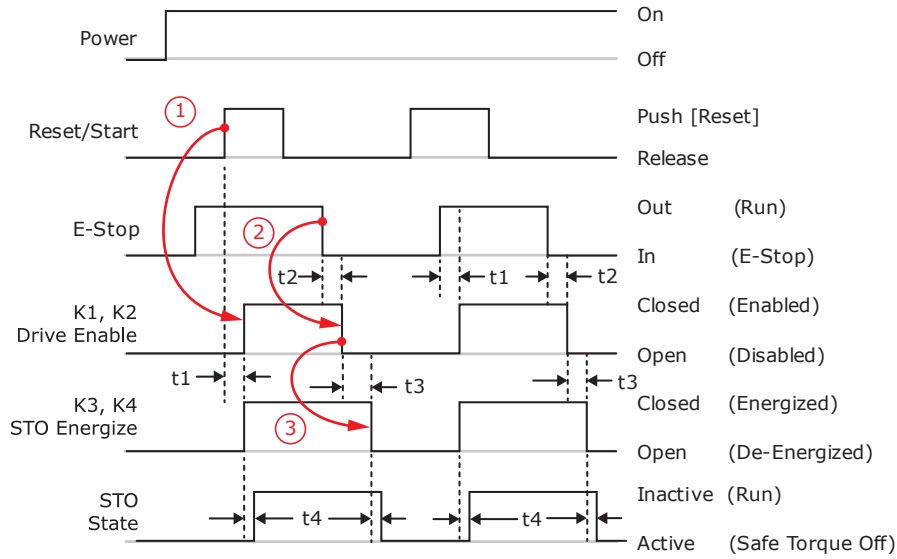 Power
On
Off
1
Reset/Start
Push [Reset]
Release
E-Stop
2
Out (Run)
In (E-Stop)
t2
t1
t2
K1, K2
Drive Enable
Closed (Enabled)
Open (Disabled)
t1
t3
t3
K3, K4
STO Energize
3
Closed (Energized)
Open (De-Energized)
STO
State
t4
t4
Inactive (Run)
Active (Safe Torque Off)